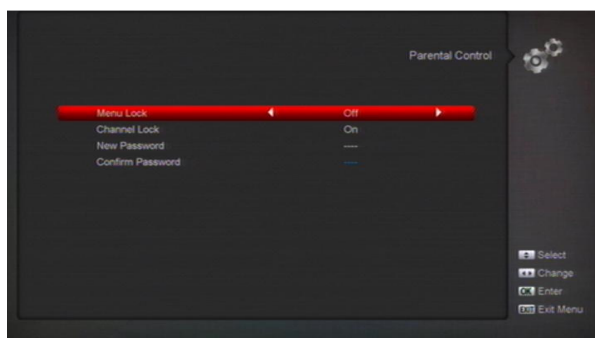 Parental Control
Menu Lock Off
Channel Lock On
New Password ----
Confirm Password ----
Select
Change
OK Enter
EXIT Exit Menu